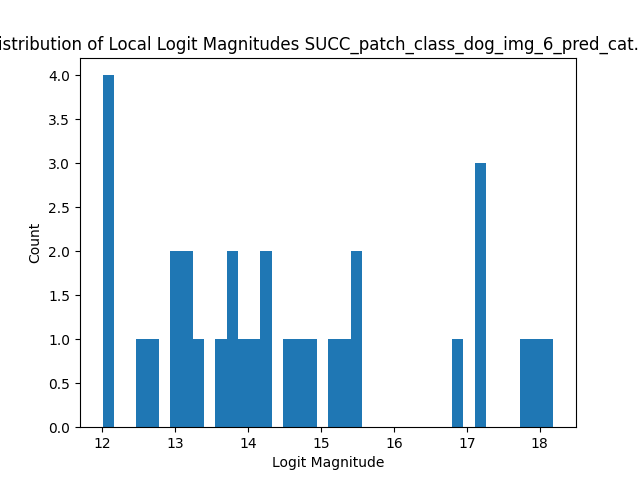 istribution of Local Logit Magnitudes SUCC_patch_class_dog_img_6_pred_cat.
4.0
3.5
3.0
2.5
2.0
1.5
1.0
0.5
0.0
Count
12 13 14 15 16 17 18
Logit Magnitude